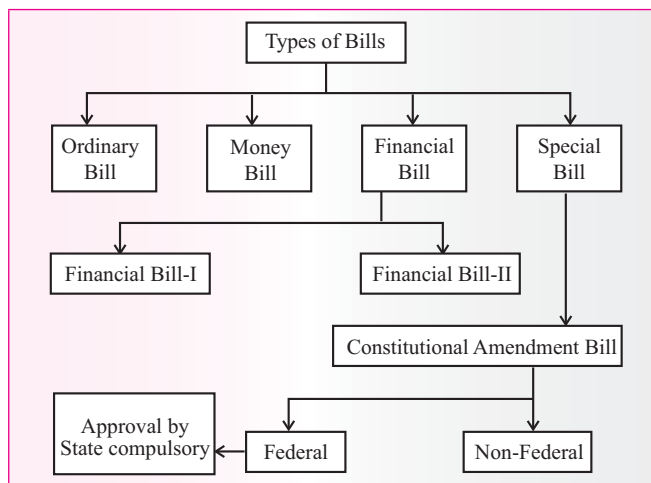 Types of Bills
Ordinary
Bill
Money
Bill
Financial
Bill
Special
Bill
Financial Bill-I
Financial Bill-II
Constitutional Amendment Bill
Approval by
State compulsory
Federal
Non-Federal